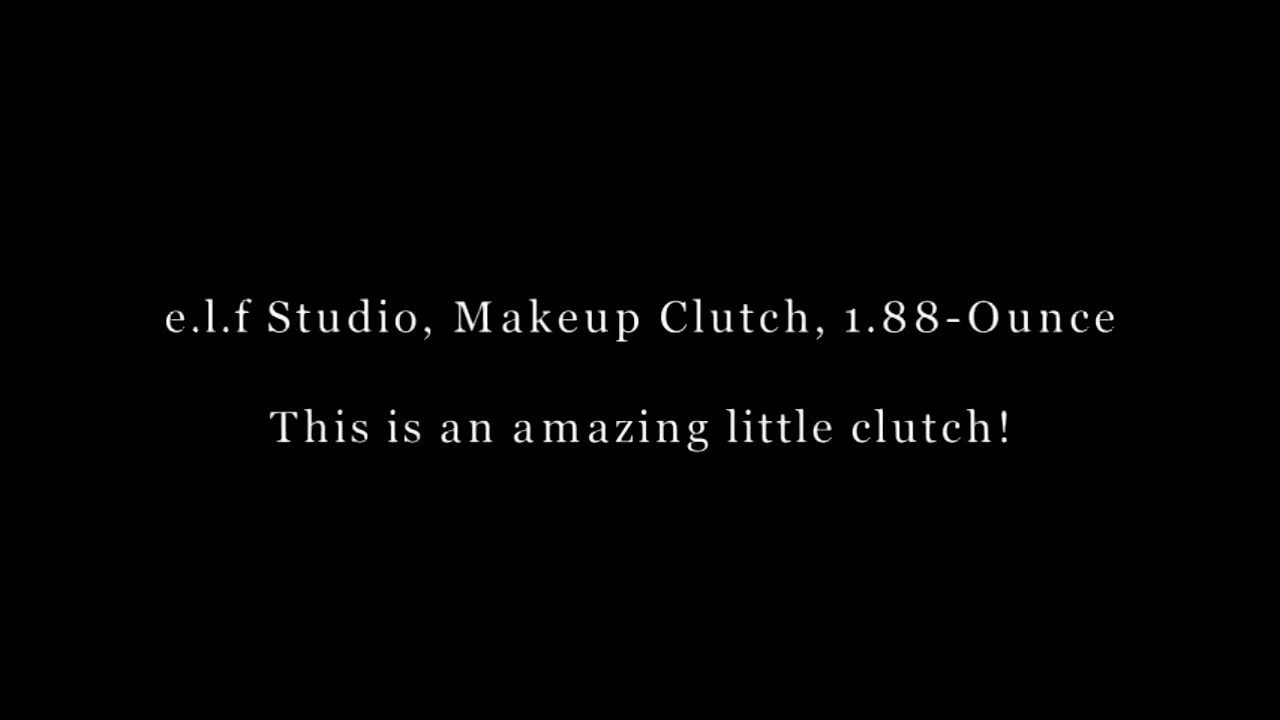 e.l.f Studio, Makeup Clutch, 1.88-Ounce
This is an amazing little clutch!